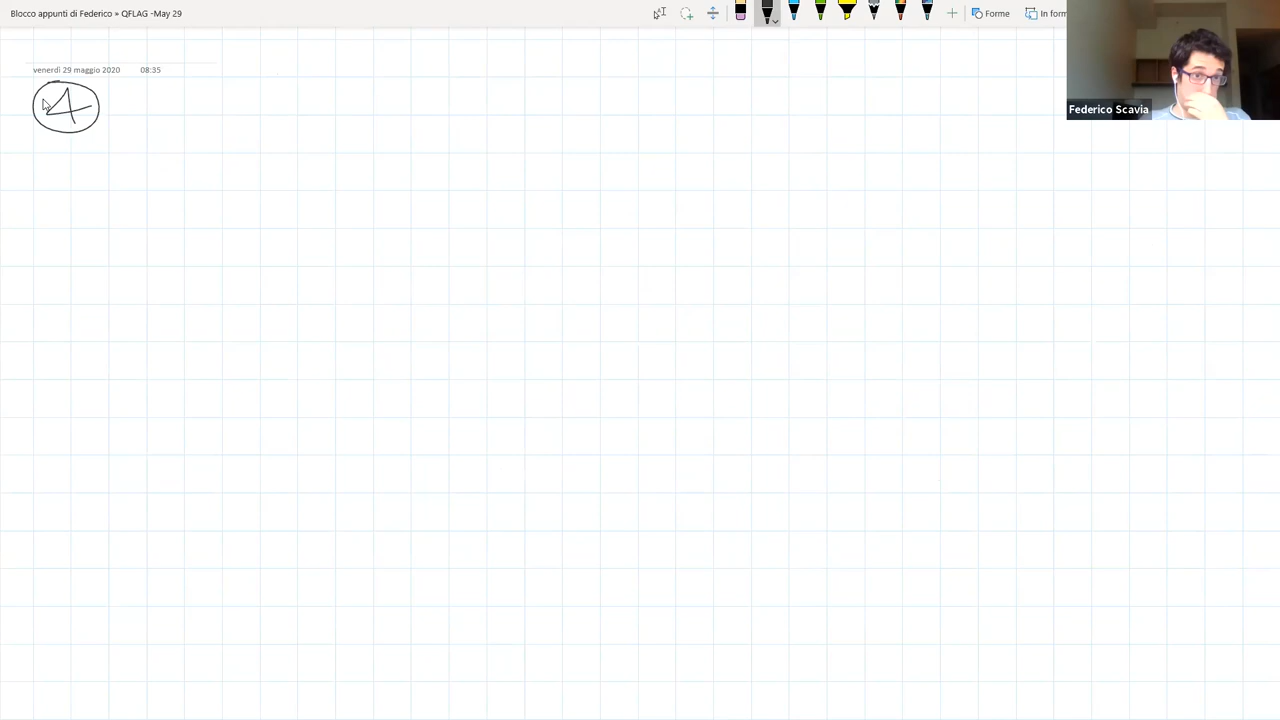 Blocco appunti di Federico » QFLAG -May 29
Forme
In form
venerdì 29 maggio 2020 08:35
4
Federico Scavia